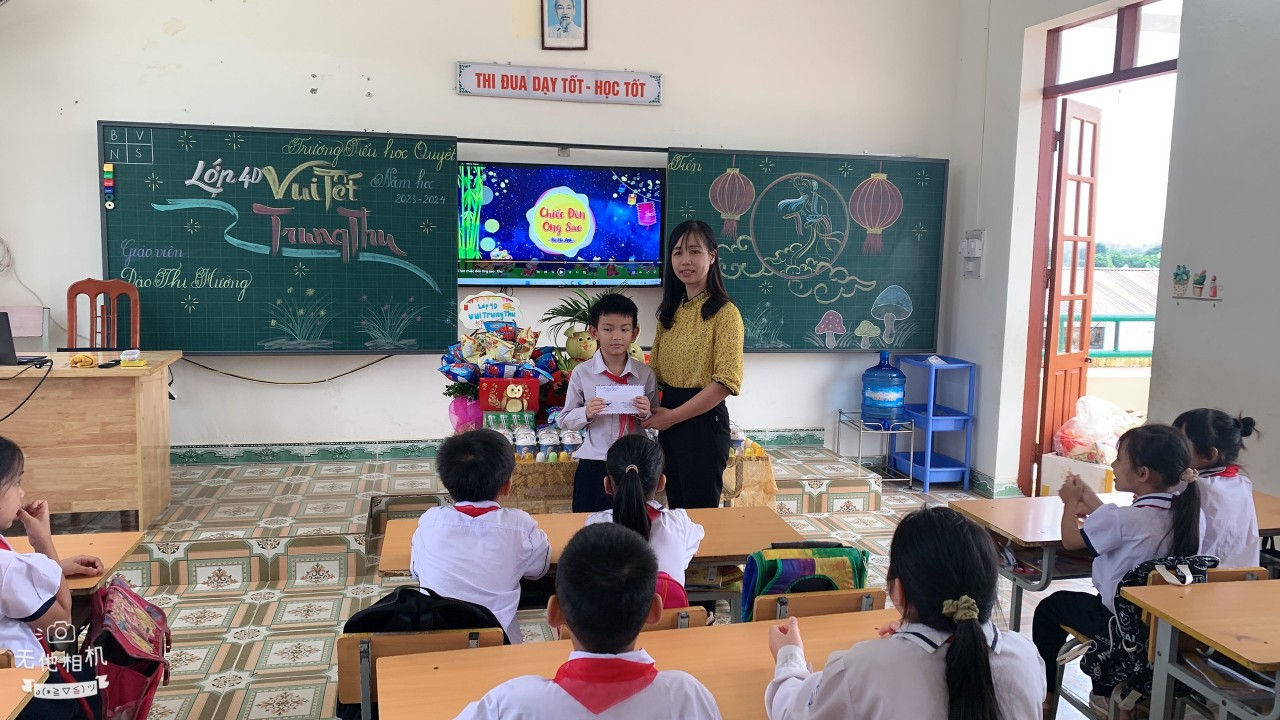 THI ĐUA DẠY TỐT - HỌC TỐT
B V
N S
Trường Tiểu học Quyết Tiến
Lớp 4D Vui Tết
Năm học
2023-2024
Trung Thu
Giáo viên
Đào Thị Mương
Chiếc Đèn
Ông Sao
Lớp 4D
VUI TRUNG THU
无他相机